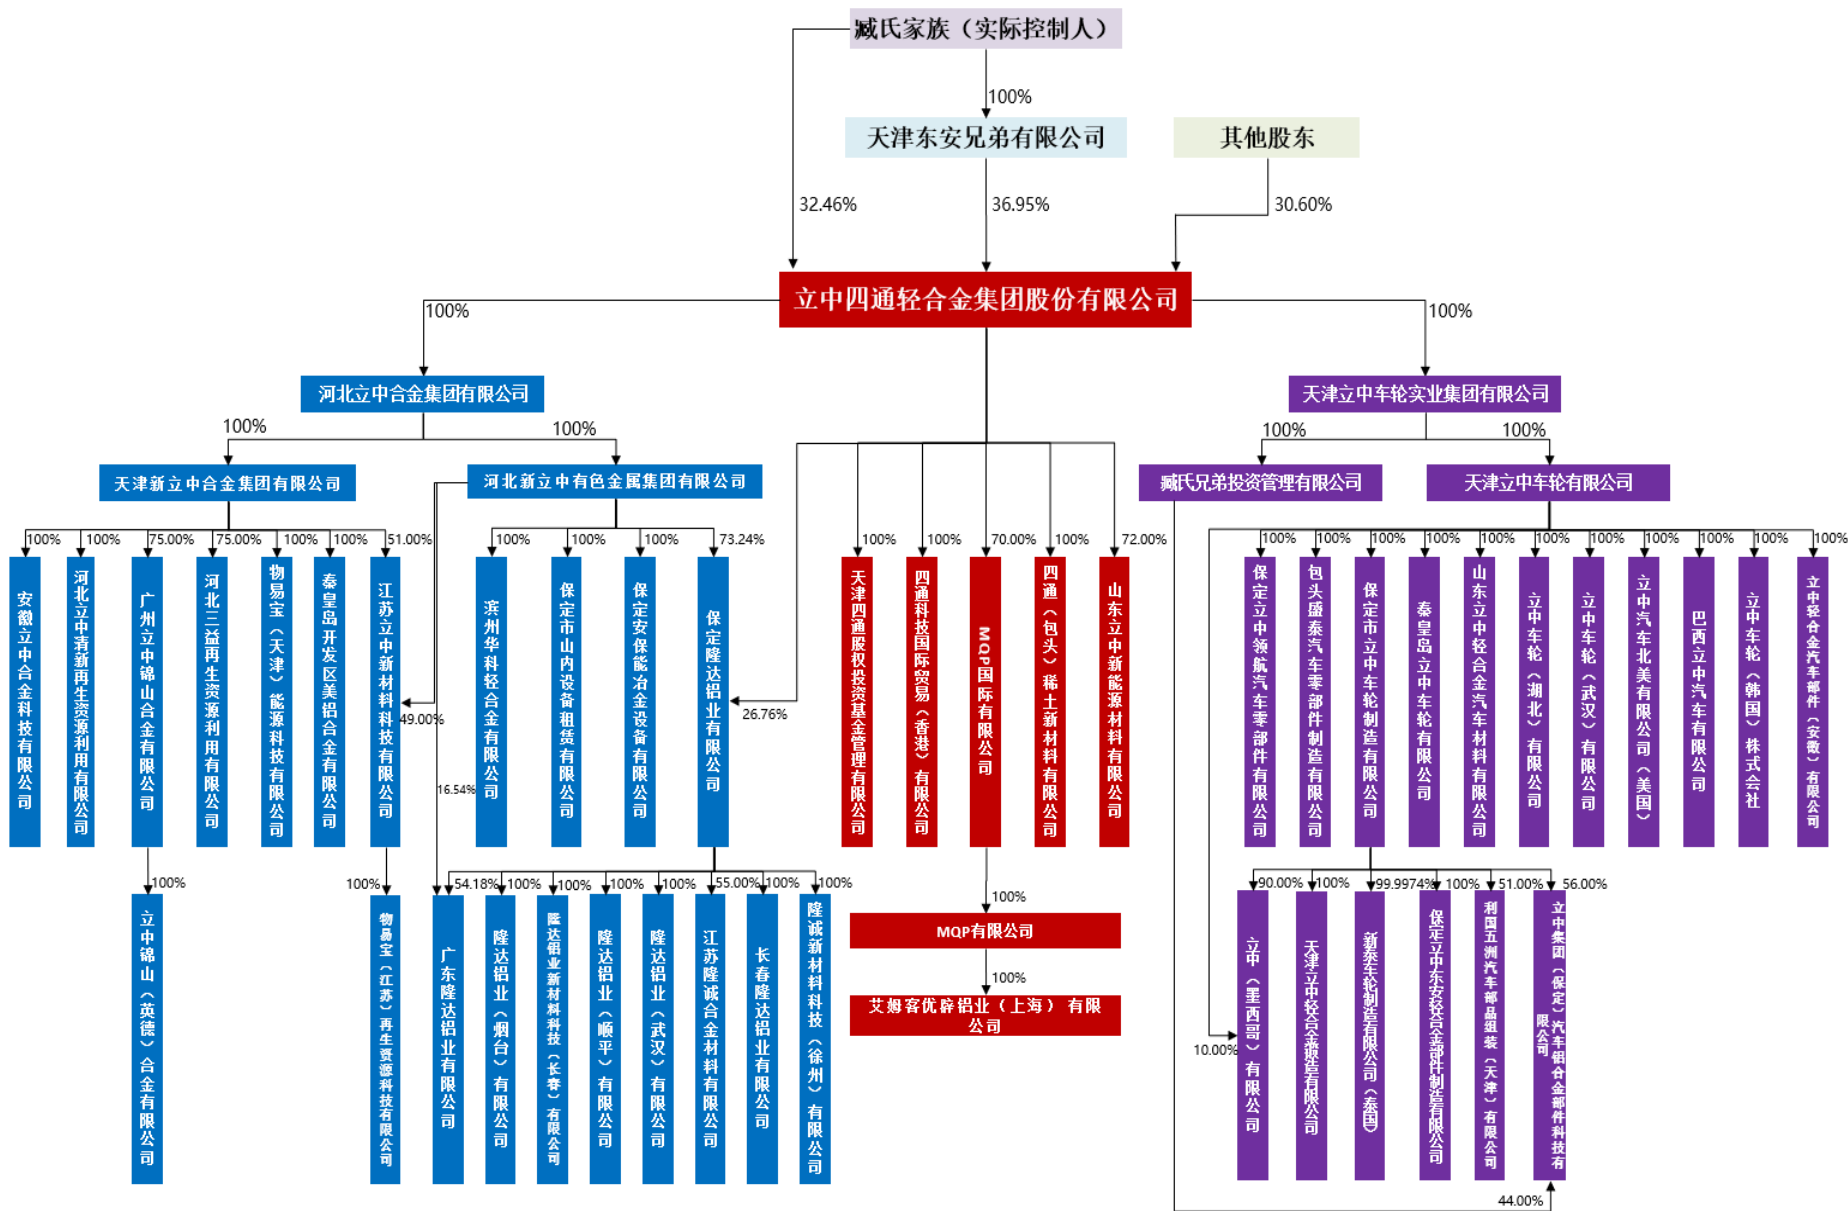 臧氏家族（实际控制人）
100%
天津东安兄弟有限公司
其他股东
32.46%
36.95%
30.60%
立中四通轻合金集团股份有限公司
100%
100%
河北立中合金集团有限公司
天津立中车轮实业集团有限公司
100%
100%
100%
100%
天津新立中合金集团有限公司
河北新立中有色金属集团有限公司
臧氏兄弟投资管理有限公司
天津立中车轮有限公司
100%
100%
75.00%
75.00%
100%
100%
51.00%
100%
100%
100%
73.24%
100%
100%
70.00%
100%
72.00%
100%
100%
100%
100%
100%
100%
100%
100%
100%
100%
100%
安徽立中合金科技有限公司
河北立中清新再生资源利用有限公司
广州立中锦山合金有限公司
河北三益再生资源利用有限公司
物易宝（天津）能源科技有限公司
秦皇岛开发区美铝合金有限公司
江苏立中新材料科技有限公司
滨州华科轻合金有限公司
保定市山内设备租赁有限公司
保定安保能冶金设备有限公司
保定隆达铝业有限公司
天津四通股权投资基金管理有限公司
四通科技国际贸易（香港）有限公司
MQP国际有限公司
四通（包头）稀土新材料有限公司
山东立中新能源材料有限公司
保定立中领航汽车零部件有限公司
包头盛泰汽车零部件制造有限公司
保定市立中车轮制造有限公司
秦皇岛立中车轮有限公司
山东立中轻合金汽车材料有限公司
立中车轮（湖北）有限公司
立中车轮（武汉）有限公司
立中汽车北美有限公司（美国）
巴西立中汽车有限公司
立中车轮（韩国）株式会社
立中轻合金汽车部件（安徽）有限公司
49.00%
26.76%
16.54%
100%
100%
54.18%
100%
100%
100%
100%
55.00%
100%
100%
100%
90.00%
100%
99.9974%
100%
51.00%
56.00%
立中锦山（英德）合金有限公司
物易宝（江苏）再生资源科技有限公司
广东隆达铝业有限公司
隆达铝业（烟台）有限公司
隆达铝业新材料科技（长春）有限公司
隆达铝业（顺平）有限公司
隆达铝业（武汉）有限公司
江苏隆诚合金材料有限公司
长春隆达铝业有限公司
隆诚新材料科技（徐州）有限公司
MQP有限公司
100%
艾姆客优辟铝业（上海） 有限
公司
立中（墨西哥）有限公司
天津立中轻合金锻造有限公司
新泰车轮制造有限公司（泰国）
保定立中东安轻合金部件制造有限公司
利国五洲汽车部品组装（天津）有限公司
立中集团（保定）汽车铝合金部件科技有
限公司
10.00%
44.00%